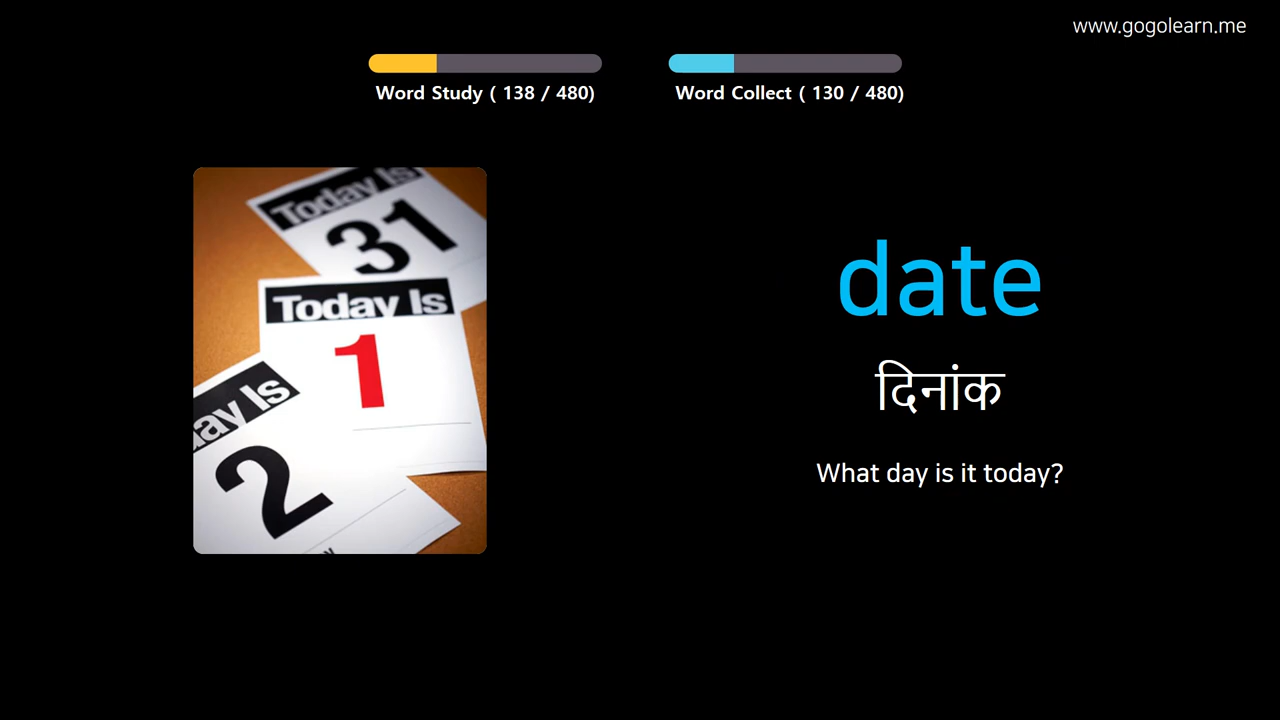 www.gogolearn.me
Word Study ( 138 / 480)
Word Collect ( 130 / 480)
Today Is
31
Today Is
1
day Is
2
date
दिनांक
What day is it today?